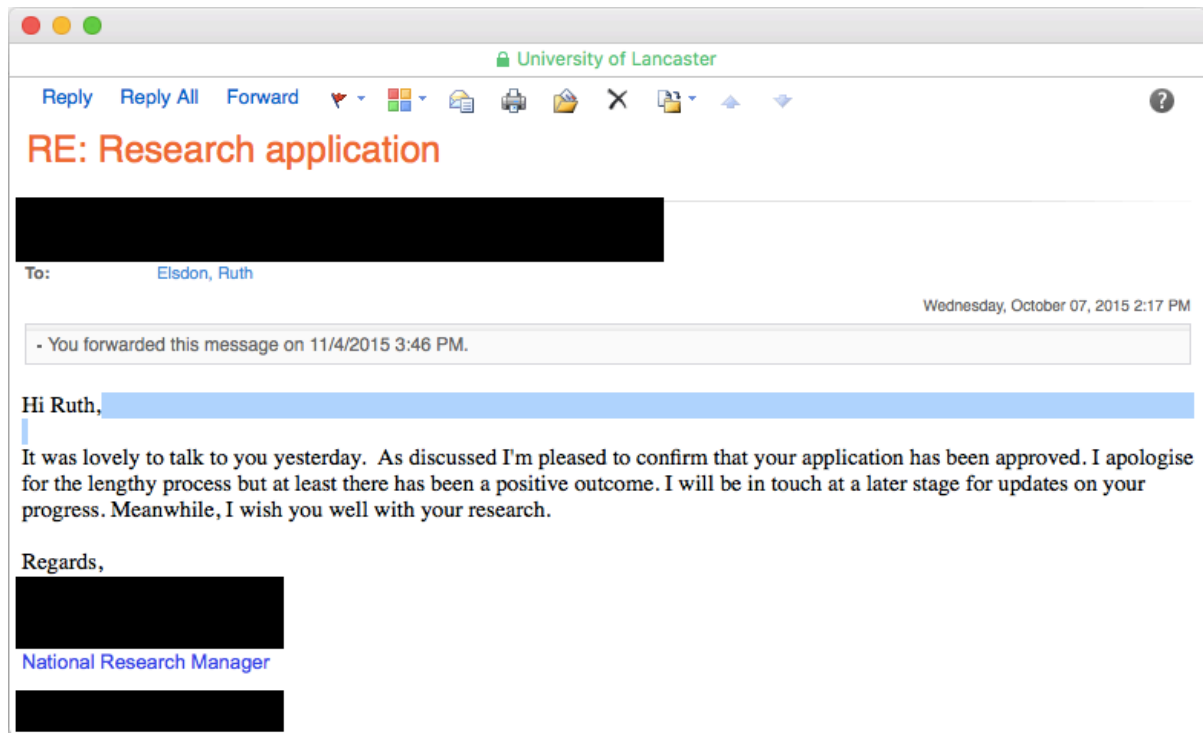 University of Lancaster
Reply Reply All Forward ?
RE: Research application
To: Elsdon, Ruth
Wednesday, October 07, 2015 2:17 PM
- You forwarded this message on 11/4/2015 3:46 PM.
Hi Ruth,
It was lovely to talk to you yesterday.  As discussed I'm pleased to confirm that your application has been approved. I apologise
for the lengthy process but at least there has been a positive outcome. I will be in touch at a later stage for updates on your
progress. Meanwhile, I wish you well with your research.
Regards,
National Research Manager